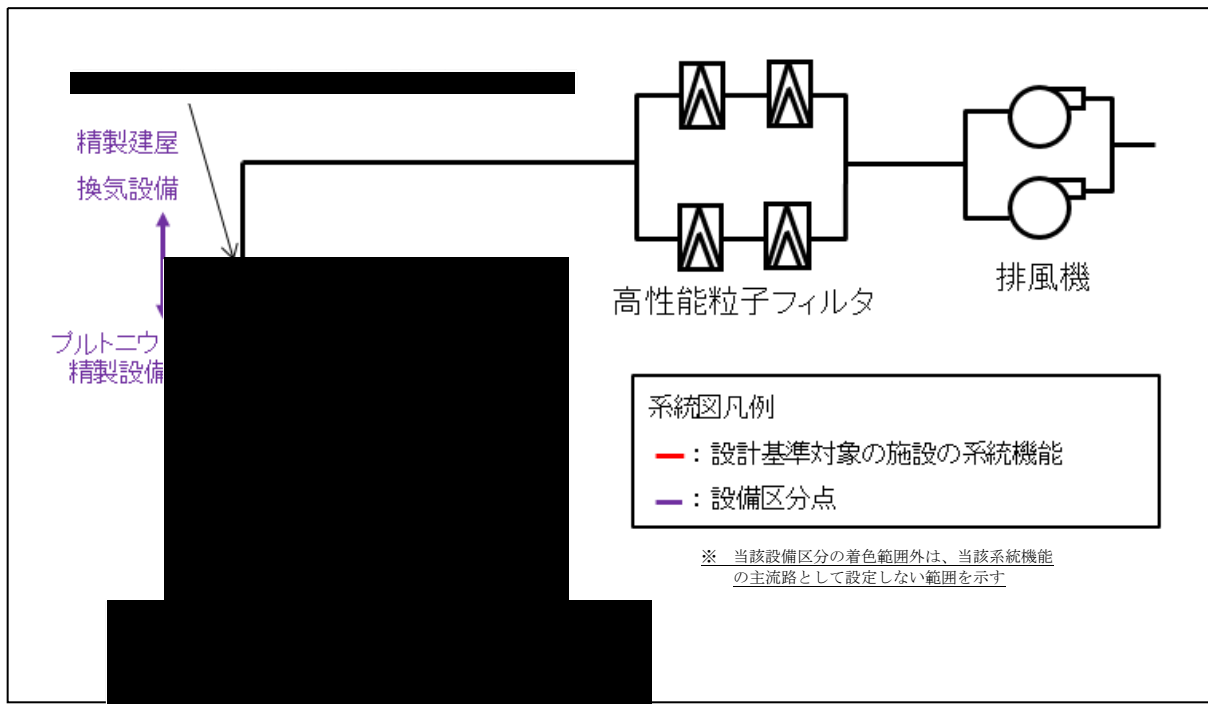 精製建屋
換気設備
プルトニウ
精製設備
高性能粒子フィルタ
排風機
系統図凡例
：設計基準対象の施設の系統機能
：設備区分点
※　当該設備区分の着色範囲外は、当該系統機能
の主流路として設定しない範囲を示す